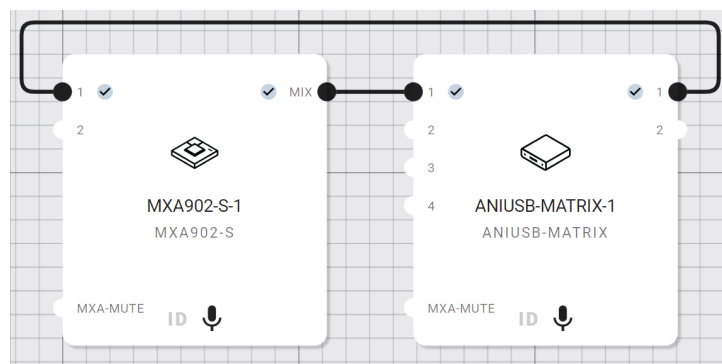 1
MIX
2
MXA902-S-1
MXA902-S
MXA-MUTE
ID
1
1
2
2
3
4
ANIUSB-MATRIX-1
ANIUSB-MATRIX
MXA-MUTE
ID